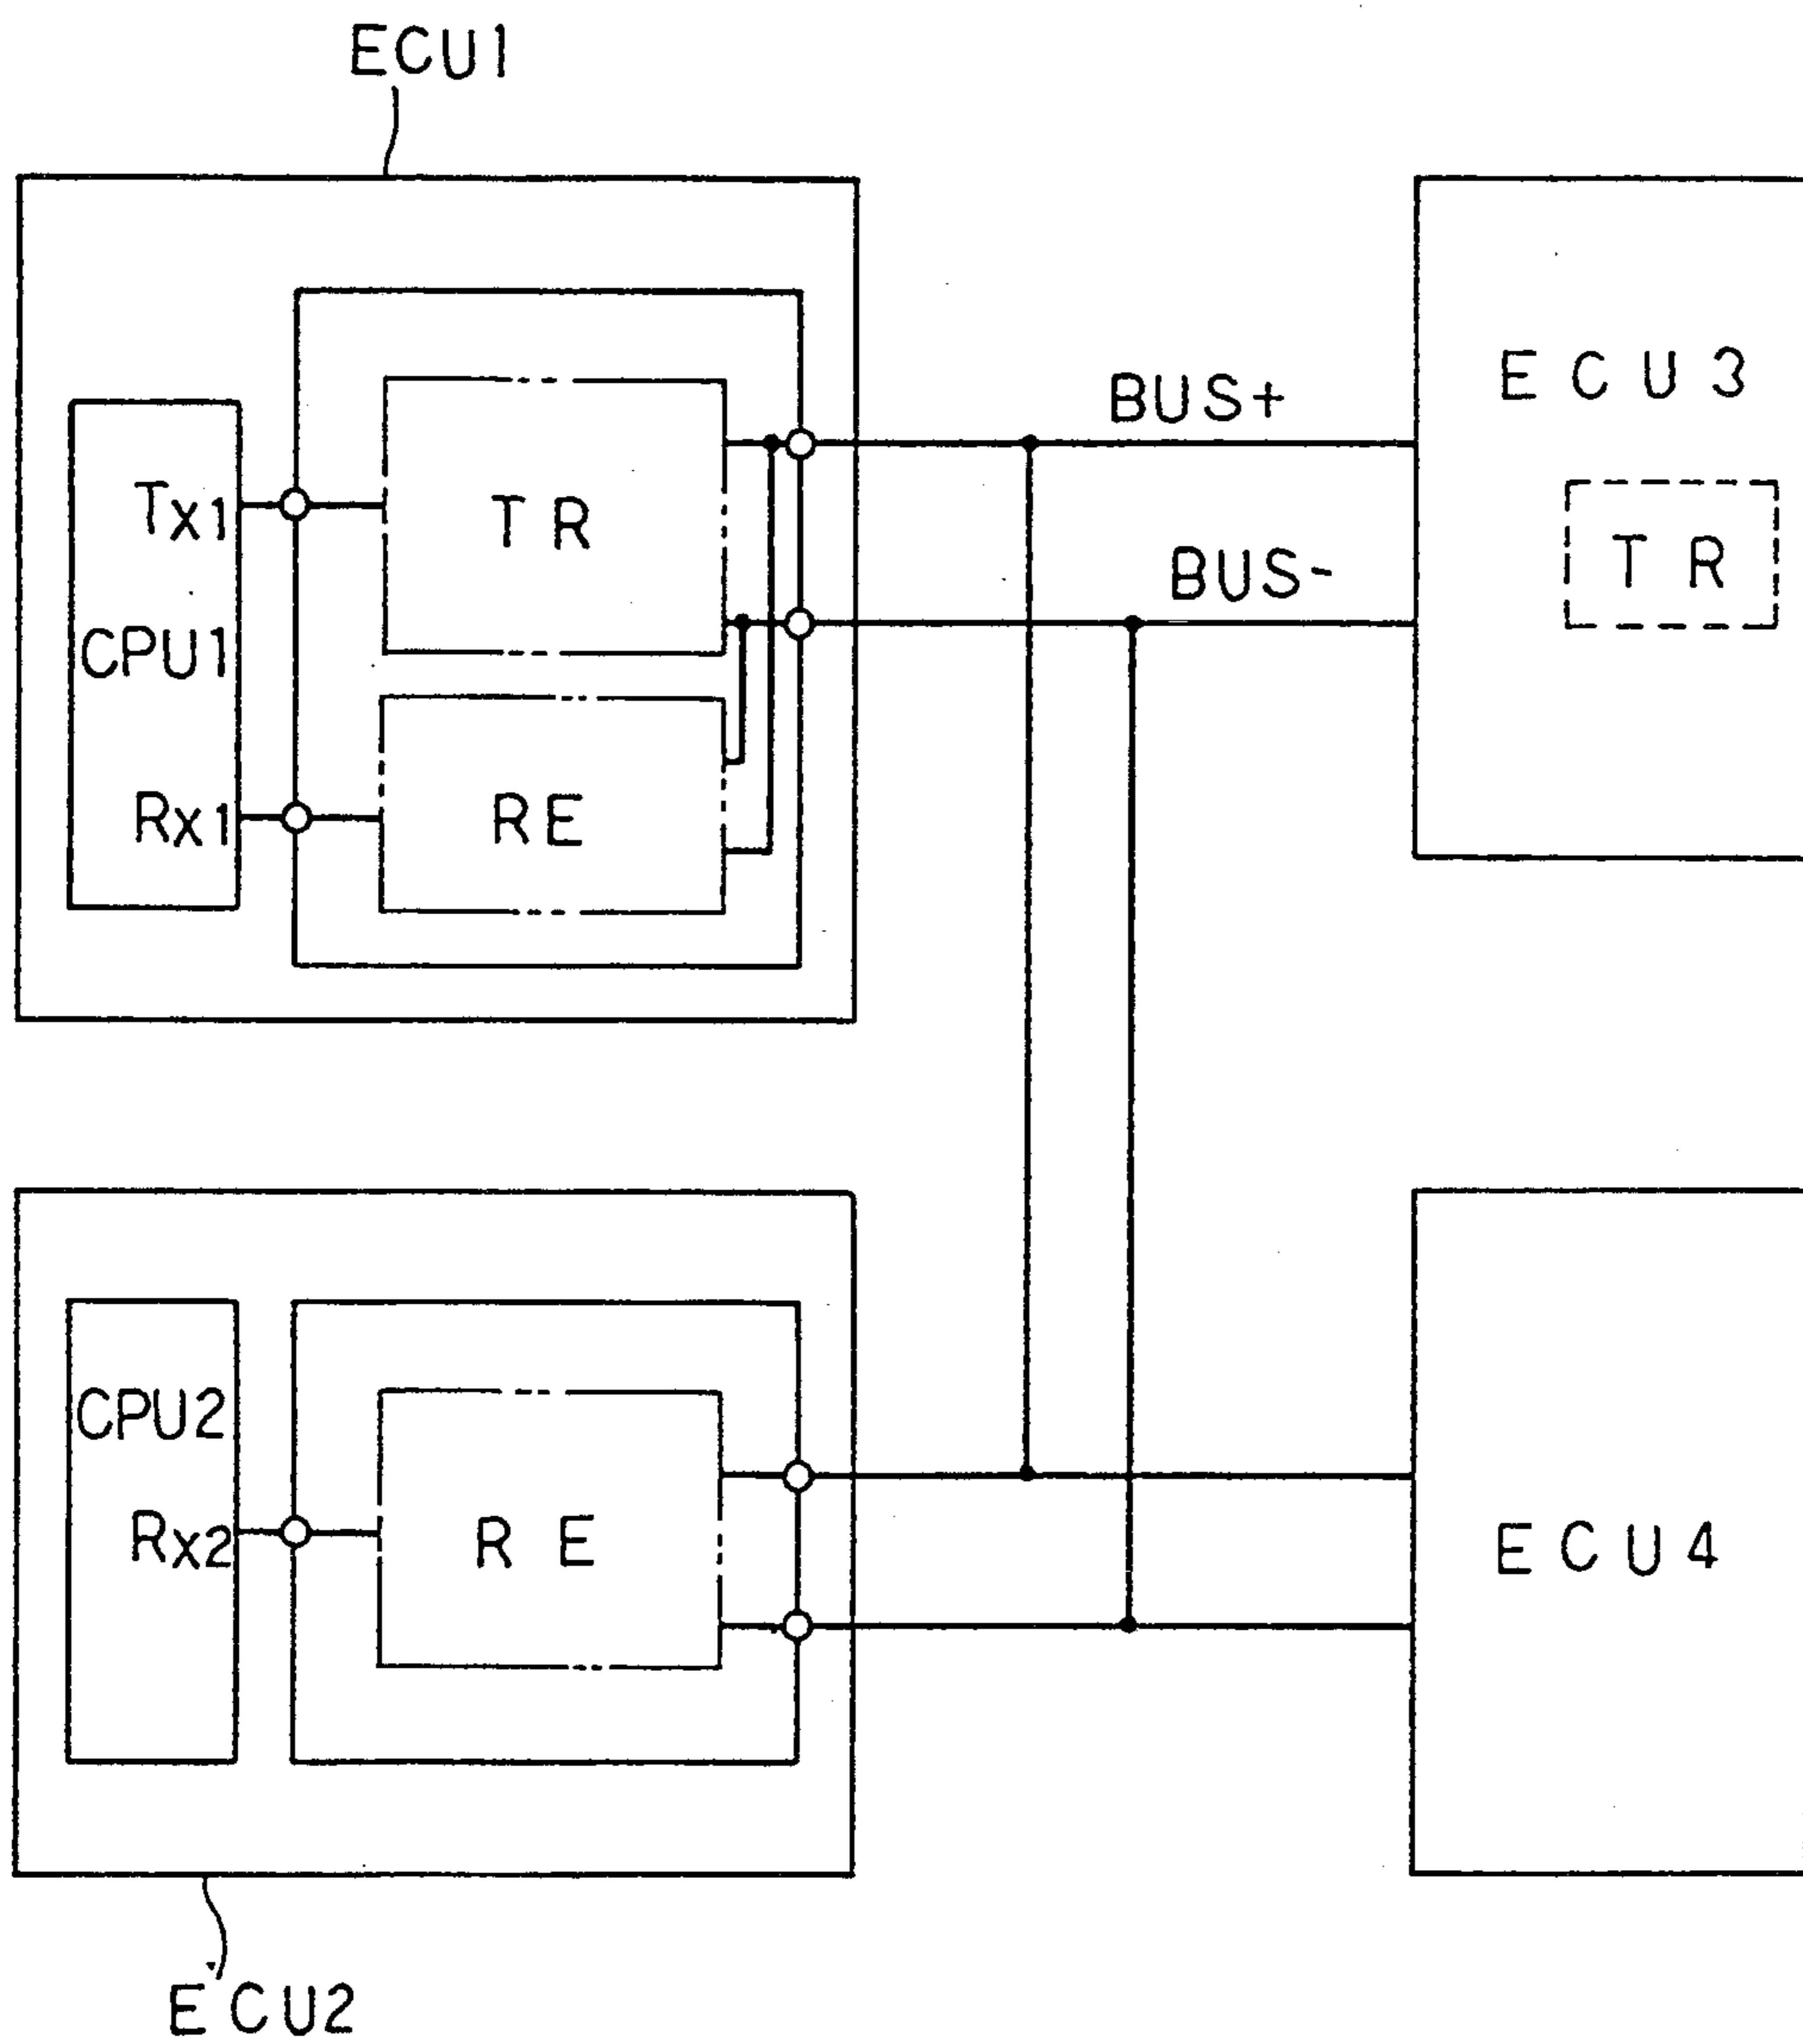 ECU1
Tx1
CPU1
Rx1
TR
RE
BUS+
BUS-
ECU3
TR
CPU2
Rx2
RE
ECU4
ECU2